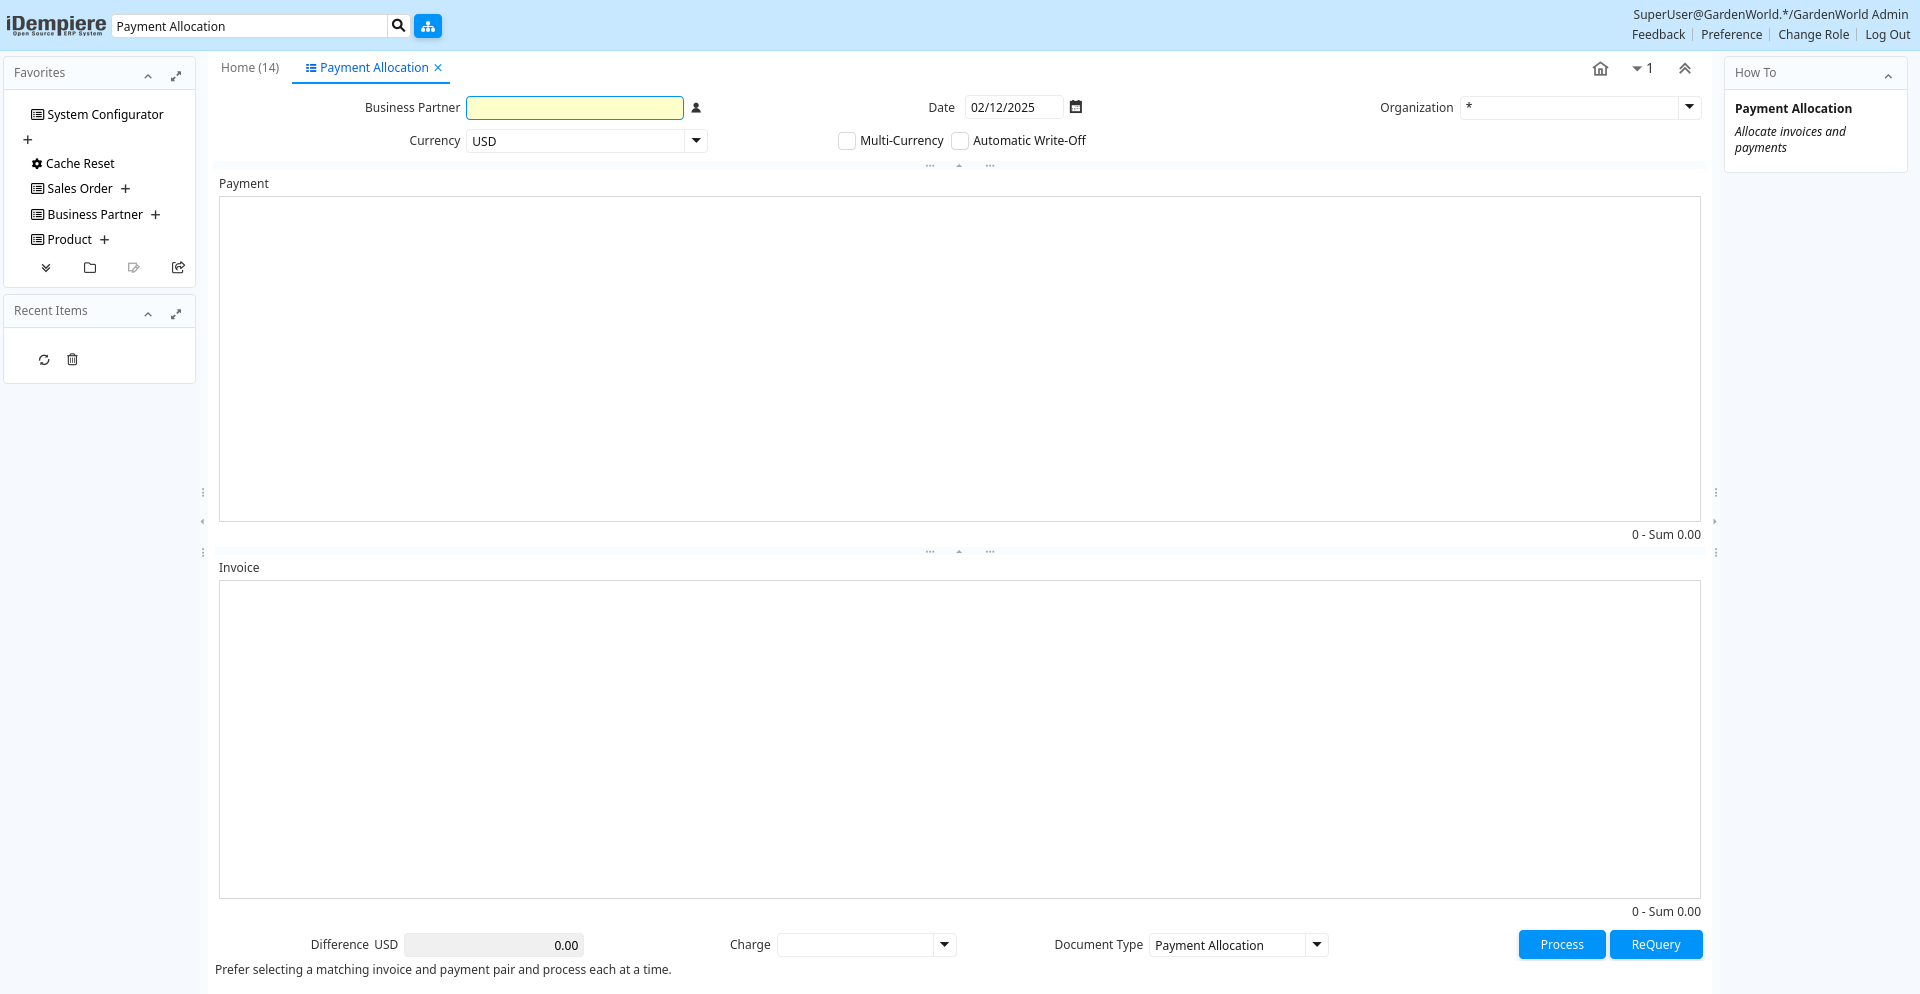 iDempiere
Open Source ERP System
Payment Allocation
SuperUser@GardenWorld.*/GardenWorld Admin
Feedback
Preference
Change Role
Log Out
Favorites
System Configurator
Cache Reset
Sales Order
Business Partner
Product
Recent Items
Home (14)
Payment Allocation
1
Business Partner
Date 02/12/2025
Organization *
Currency USD
Multi-Currency
Automatic Write-Off
Payment
0 - Sum 0.00
Invoice
0 - Sum 0.00
Difference USD 0.00
Charge
Document Type Payment Allocation
Process
ReQuery
Prefer selecting a matching invoice and payment pair and process each at a time.
How To
Payment Allocation
Allocate invoices and
payments